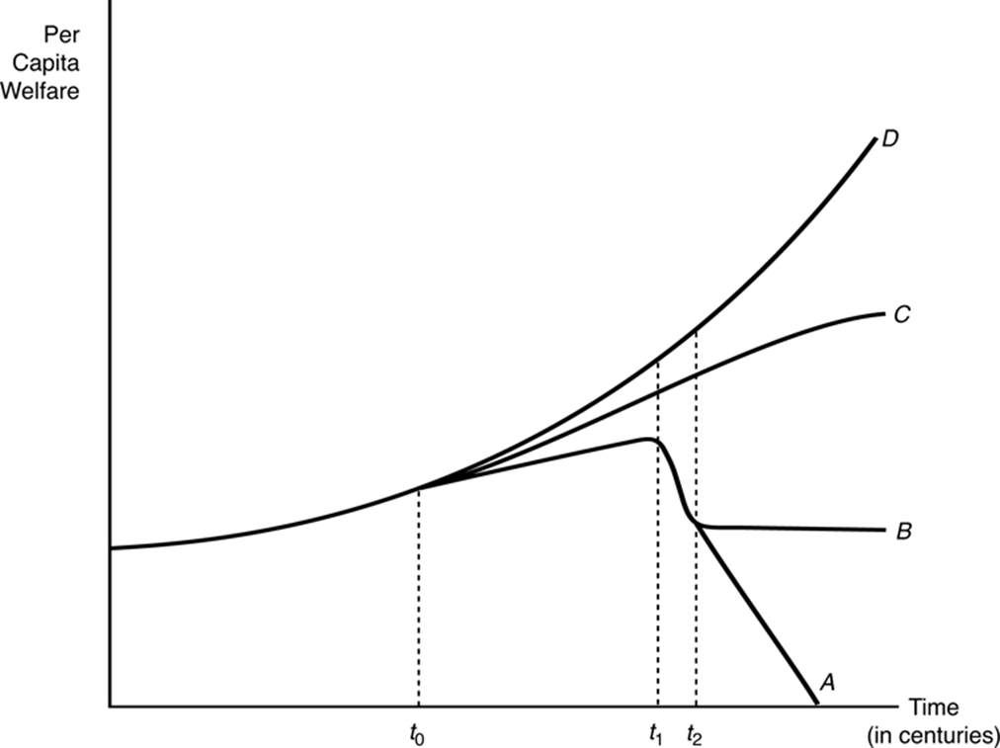 Per
Capita
Welfare
D
C
B
A
Time
(in centuries)
t0
t1
t2